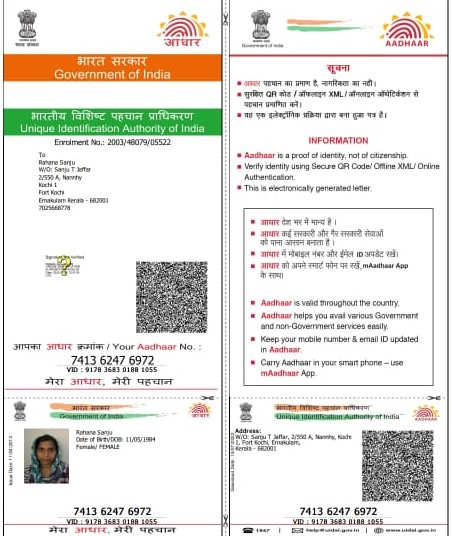 आधार
भारत सरकार
Government of India
भारतीय विशिष्ट पहचान प्राधिकरण
Unique Identification Authority of India
Enrolment No.: 2003/48079/05522
To
Rahana Sanju
W/O: Sanju T Jaffar
2/550 A, Nannhy
Kochi 1
Fort Kochi
Ernakulam Kerala - 682001
7025668778
आपका आधार क्रमांक / Your Aadhaar No. :
7413 6247 6972
VID : 9178 3683 0188 1055
मेरा आधार, मेरी पहचान
Government of India
AADHAAR
सूचना
आधार पहचान का प्रमाण है, नागरिकता का नहीं।
सुरक्षित QR कोड / ऑफलाइन XML / ऑनलाइन ऑथेंटिकेशन से
पहचान प्रमाणित करें।
यह एक इलेक्ट्रॉनिक प्रक्रिया द्वारा बना हुआ पत्र है।
INFORMATION
Aadhaar is a proof of identity, not of citizenship.
Verify identity using Secure QR Code/ Offline XML/ Online
Authentication.
This is electronically generated letter.
आधार देश भर में मान्य है ।
आधार कई सरकारी और गैर सरकारी सेवाओं
को पाना आसान बनाता है ।
आधार में मोबाइल नंबर और ईमेल ID अपडेट रखें।
आधार को अपने स्मार्ट फोन पर रखें, mAadhaar App
के साथ।
Aadhaar is valid throughout the country.
Aadhaar helps you avail various Government
and non-Government services easily.
Keep your mobile number & email ID updated
in Aadhaar.
Carry Aadhaar in your smart phone – use
mAadhaar App.
भारत सरकार
Government of India
Rahana Sanju
Date of Birth/DOB: 11/05/1984
Female/ FEMALE
7413 6247 6972
VID : 9178 3683 0188 1055
मेरा आधार, मेरी पहचान
भारतीय विशिष्ट पहचान प्राधिकरण
Unique Identification Authority of India
AADHAAR
Address:
W/O: Sanju T Jaffar, 2/550 A, Nannhy, Kochi
1, Fort Kochi, Ernakulam,
Kerala - 682001
7413 6247 6972
VID : 9178 3683 0188 1055
1947
help@uidai.gov.in
www.uidai.gov.in